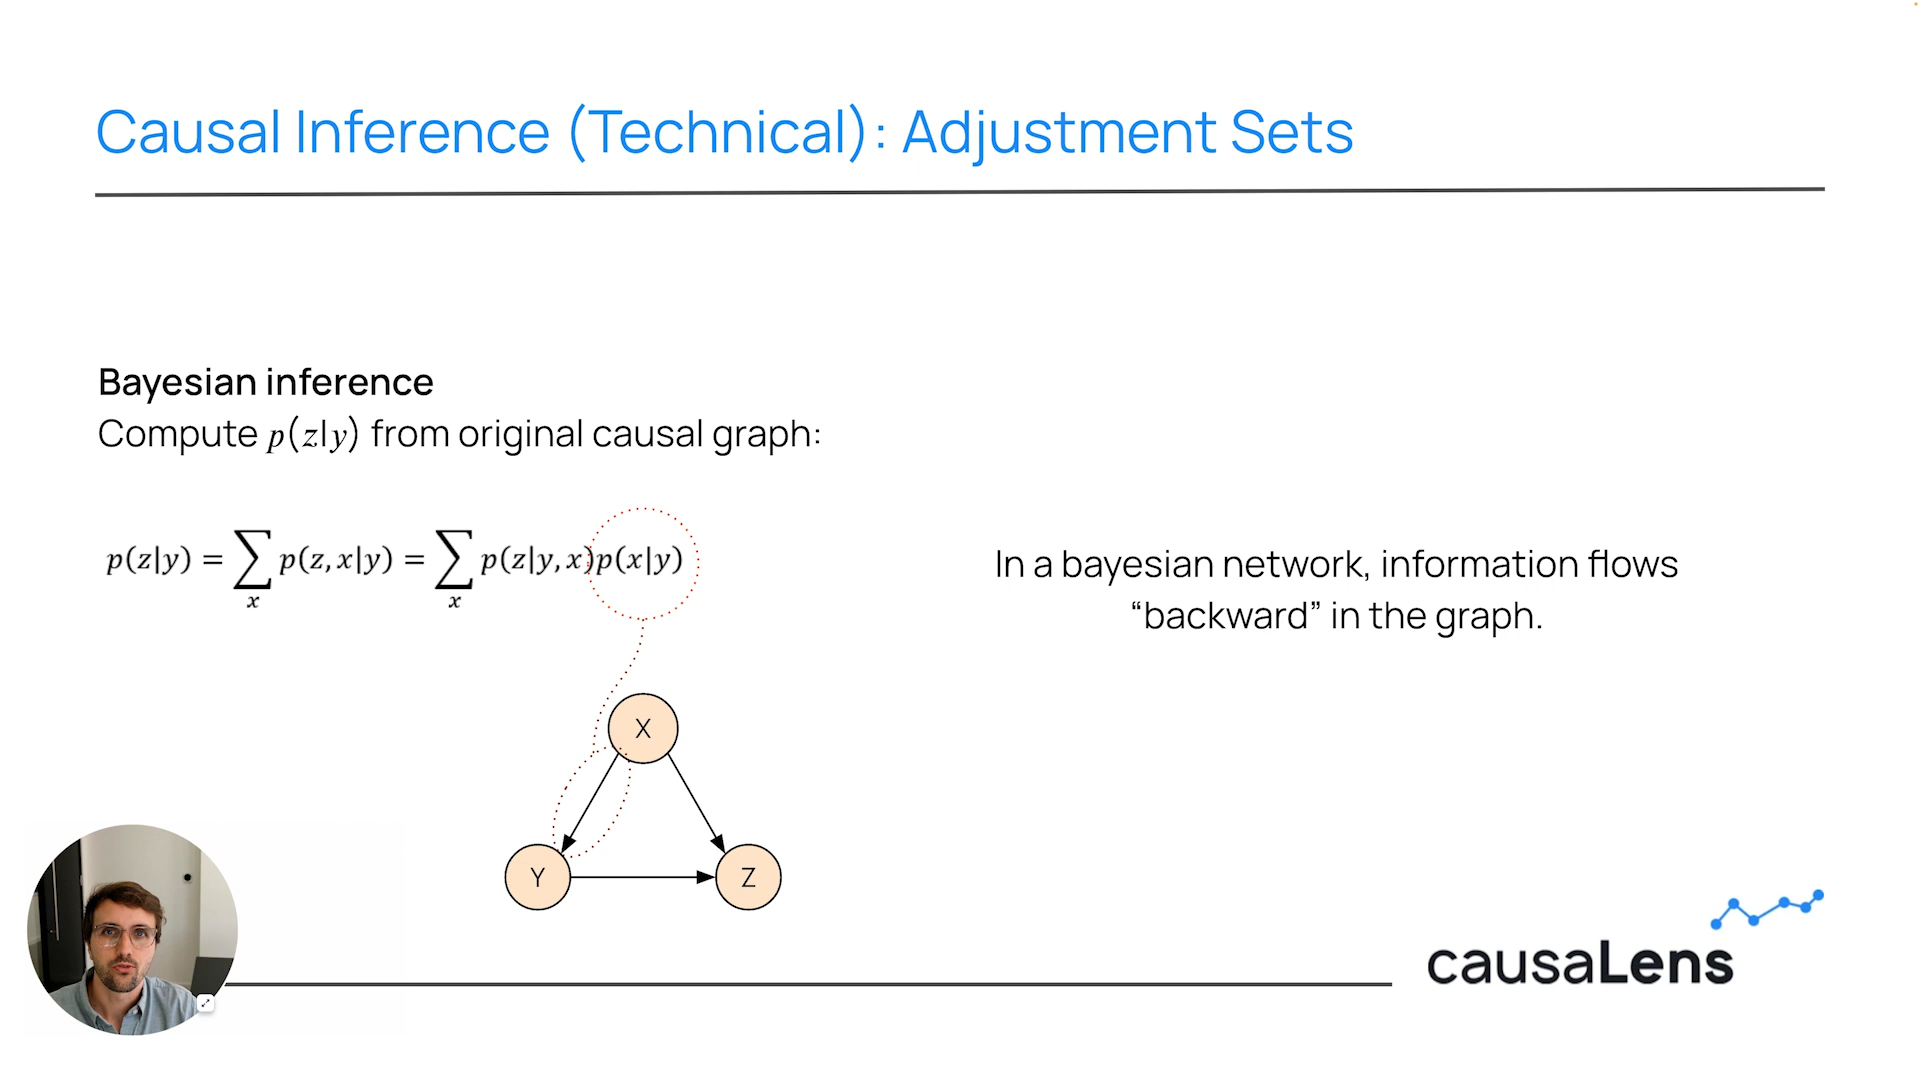 Causal Inference (Technical): Adjustment Sets
Bayesian inference
Compute p(z|y) from original causal graph:
p(z|y) = ∑ₓ p(z,x|y) = ∑ₓ p(z|y,x)p(x|y)
In a bayesian network, information flows
“backward” in the graph.
X
Y
Z
causaLens